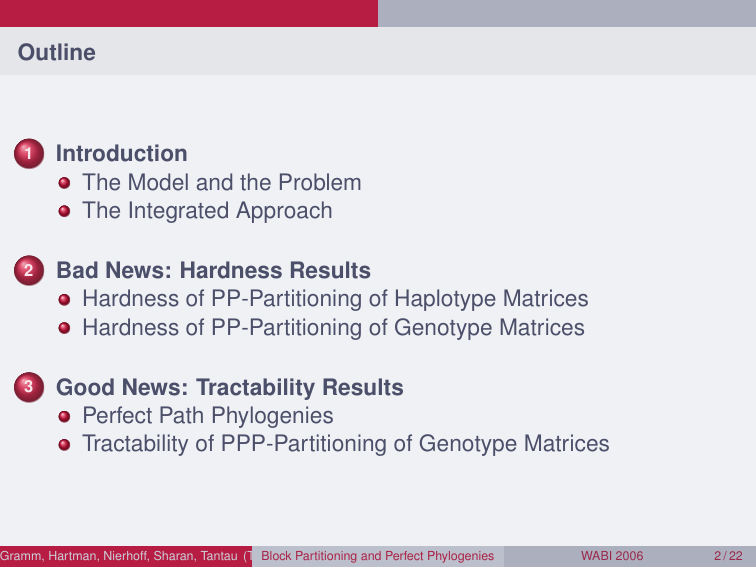 Outline
1 Introduction
The Model and the Problem
The Integrated Approach
2 Bad News: Hardness Results
Hardness of PP-Partitioning of Haplotype Matrices
Hardness of PP-Partitioning of Genotype Matrices
3 Good News: Tractability Results
Perfect Path Phylogenies
Tractability of PPP-Partitioning of Genotype Matrices
Gramm, Hartman, Nierhoff, Sharan, Tantau (T Block Partitioning and Perfect Phylogenies WABI 2006 2 / 22